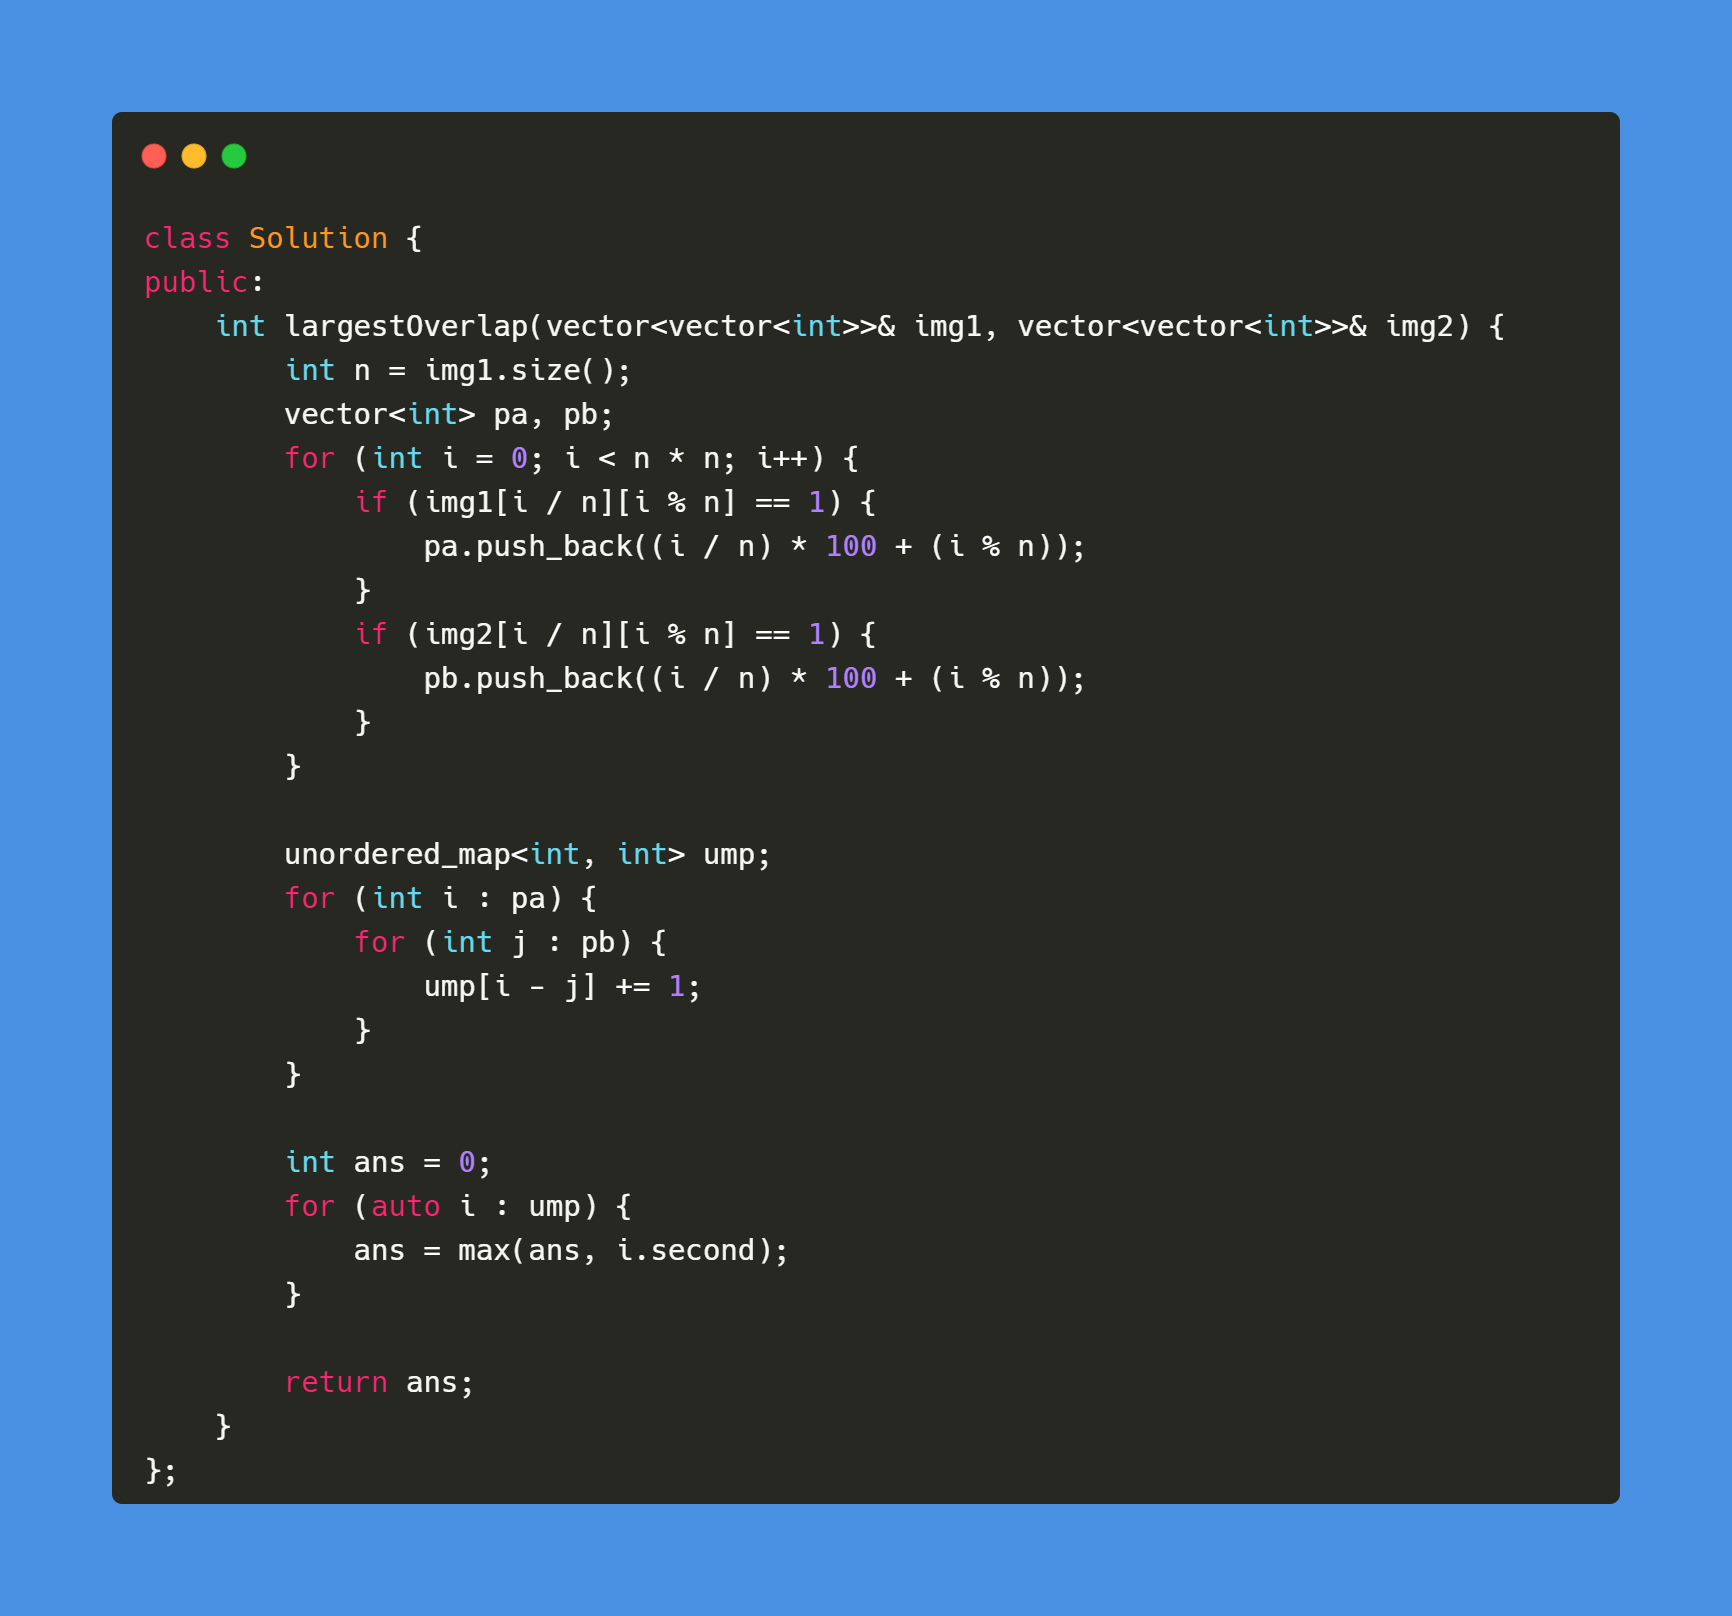 class Solution {
public:
    int largestOverlap(vector<vector<int>>& img1, vector<vector<int>>& img2) {
        int n = img1.size();
        vector<int> pa, pb;
        for (int i = 0; i < n * n; i++) {
            if (img1[i / n][i % n] == 1) {
                pa.push_back((i / n) * 100 + (i % n));
            }
            if (img2[i / n][i % n] == 1) {
                pb.push_back((i / n) * 100 + (i % n));
            }
        }

        unordered_map<int, int> ump;
        for (int i : pa) {
            for (int j : pb) {
                ump[i - j] += 1;
            }
        }

        int ans = 0;
        for (auto i : ump) {
            ans = max(ans, i.second);
        }

        return ans;
    }
};